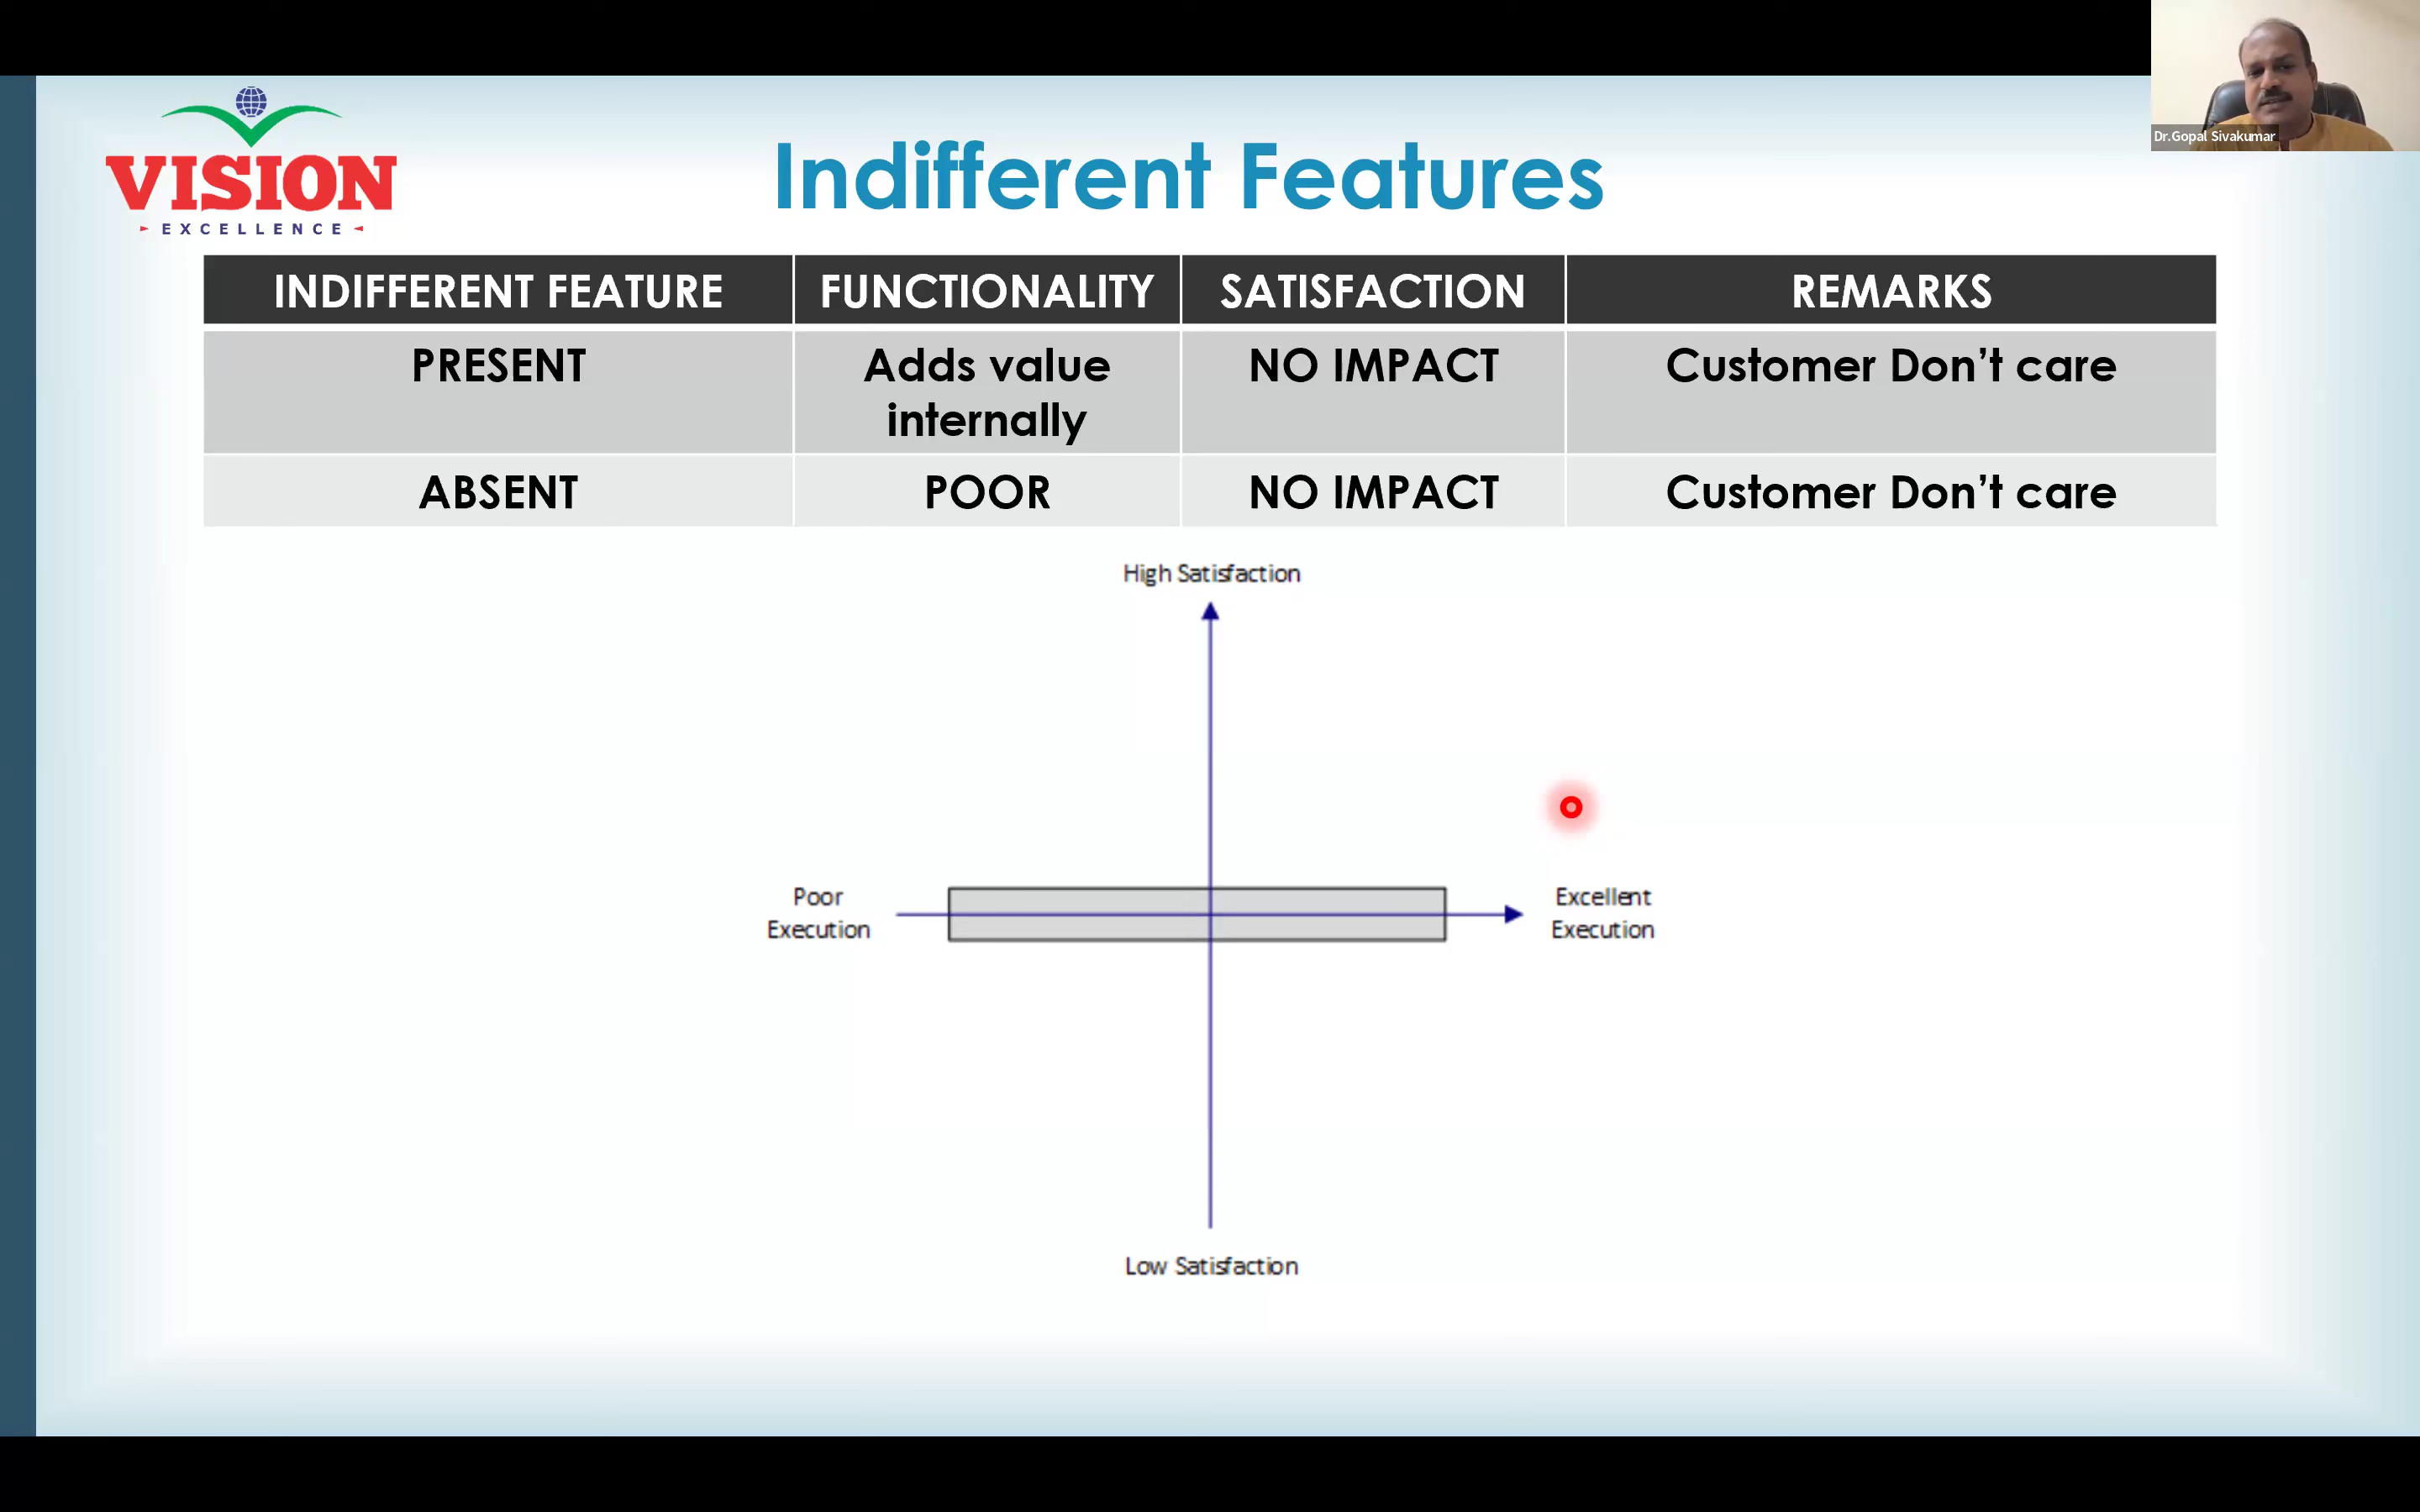 Dr.Gopal Sivakumar
VISION
EXCELLENCE
Indifferent Features
INDIFFERENT FEATURE FUNCTIONALITY SATISFACTION REMARKS
PRESENT Adds value internally NO IMPACT Customer Don’t care
ABSENT POOR NO IMPACT Customer Don’t care
High Satisfaction
Poor
Execution
Excellent
Execution
Low Satisfaction